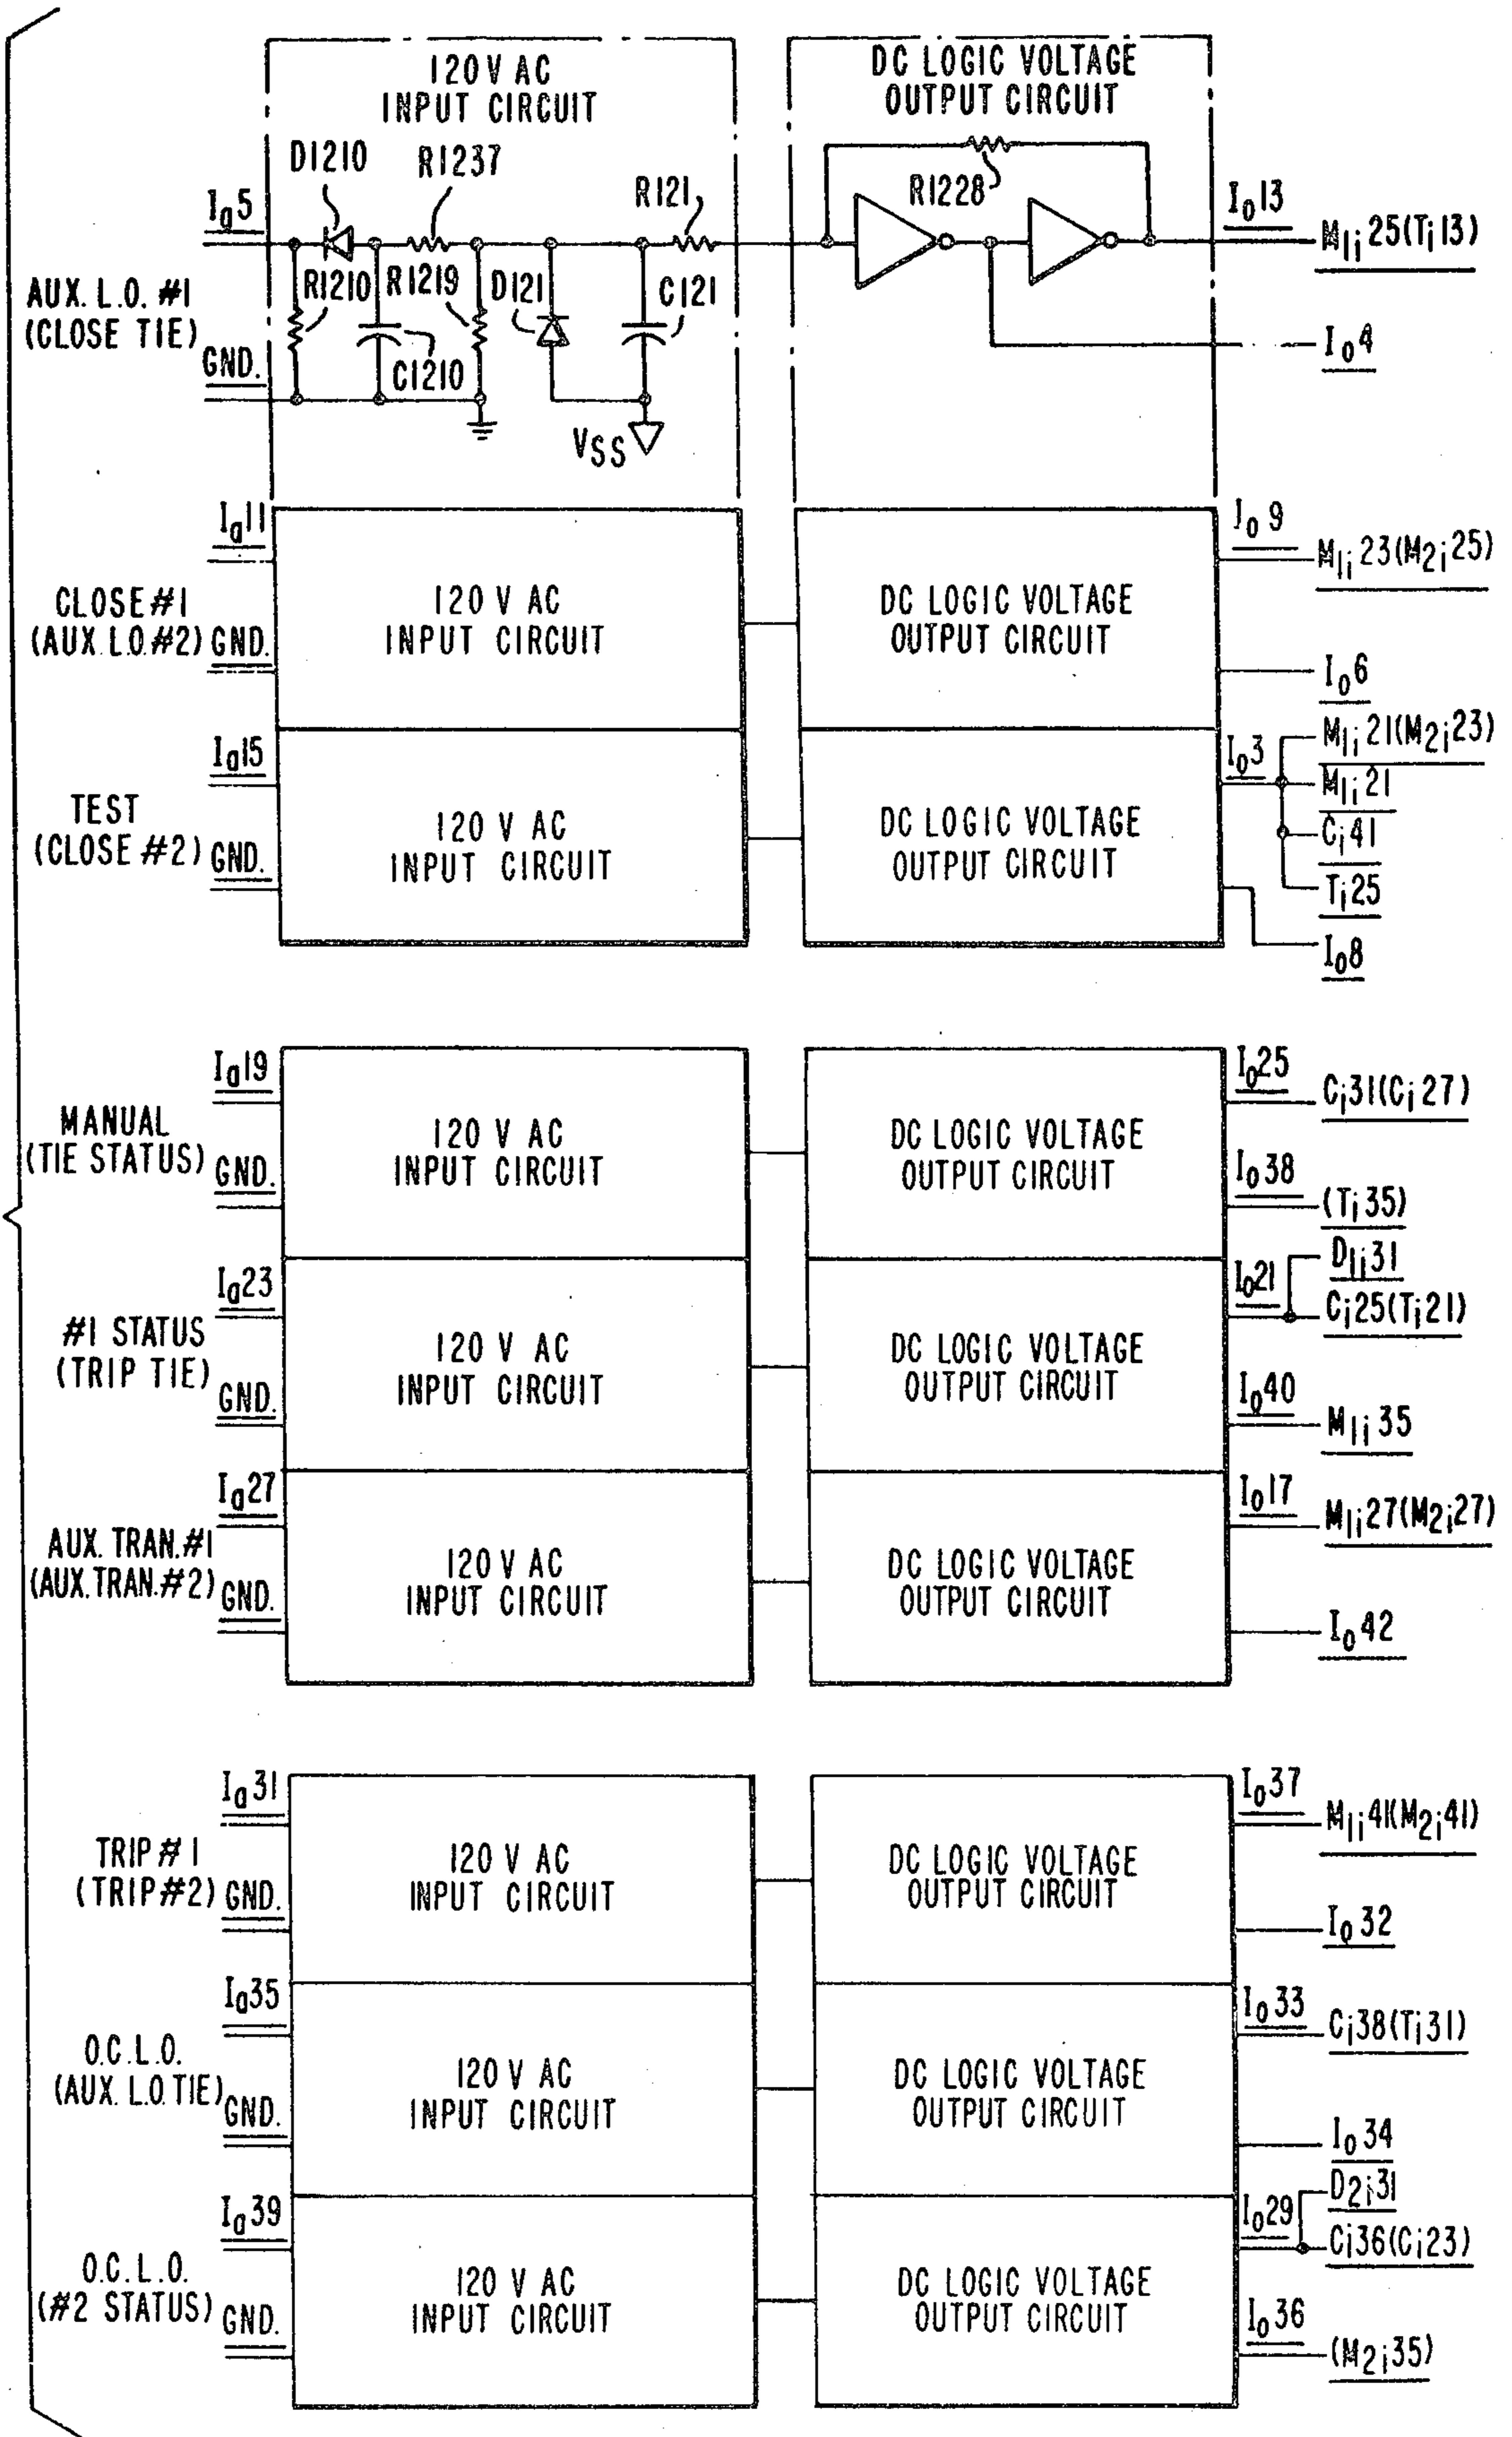 120 V AC
INPUT CIRCUIT
DC LOGIC VOLTAGE
OUTPUT CIRCUIT
D1210
R1237
R121
R1228
Ia5
Io13
M1i25(Ti13)
AUX. L.O. #1
(CLOSE TIE)
R1210
R1219
D121
C121
Io4
GND.
C1210
VSS
Ia11
Io9
M1i23(M2i25)
CLOSE #1
(AUX. L.O. #2)
GND.
120 V AC
INPUT CIRCUIT
DC LOGIC VOLTAGE
OUTPUT CIRCUIT
Io6
Ia15
Io3
M1i21(M2i23)
M1i21
Ci41
Ti25
TEST
(CLOSE #2)
GND.
120 V AC
INPUT CIRCUIT
DC LOGIC VOLTAGE
OUTPUT CIRCUIT
Io8
Ia19
Io25
Ci31(Ci27)
MANUAL
(TIE STATUS)
GND.
120 V AC
INPUT CIRCUIT
DC LOGIC VOLTAGE
OUTPUT CIRCUIT
Io38
(Ti35)
Ia23
Io21
D1i31
Ci25(Ti21)
#1 STATUS
(TRIP TIE)
GND.
120 V AC
INPUT CIRCUIT
DC LOGIC VOLTAGE
OUTPUT CIRCUIT
Io40
M1i35
Ia27
Io17
M1i27(M2i27)
AUX. TRAN. #1
(AUX. TRAN. #2)
GND.
120 V AC
INPUT CIRCUIT
DC LOGIC VOLTAGE
OUTPUT CIRCUIT
Io42
Ia31
Io37
M1i41(M2i41)
TRIP #1
(TRIP #2)
GND.
120 V AC
INPUT CIRCUIT
DC LOGIC VOLTAGE
OUTPUT CIRCUIT
Io32
Ia35
Io33
Ci38(Ti31)
O.C.L.O.
(AUX. L.O. TIE)
GND.
120 V AC
INPUT CIRCUIT
DC LOGIC VOLTAGE
OUTPUT CIRCUIT
Io34
Ia39
Io29
D2i31
Ci36(Ci23)
O.C.L.O.
(#2 STATUS)
GND.
120 V AC
INPUT CIRCUIT
DC LOGIC VOLTAGE
OUTPUT CIRCUIT
Io36
(M2i35)